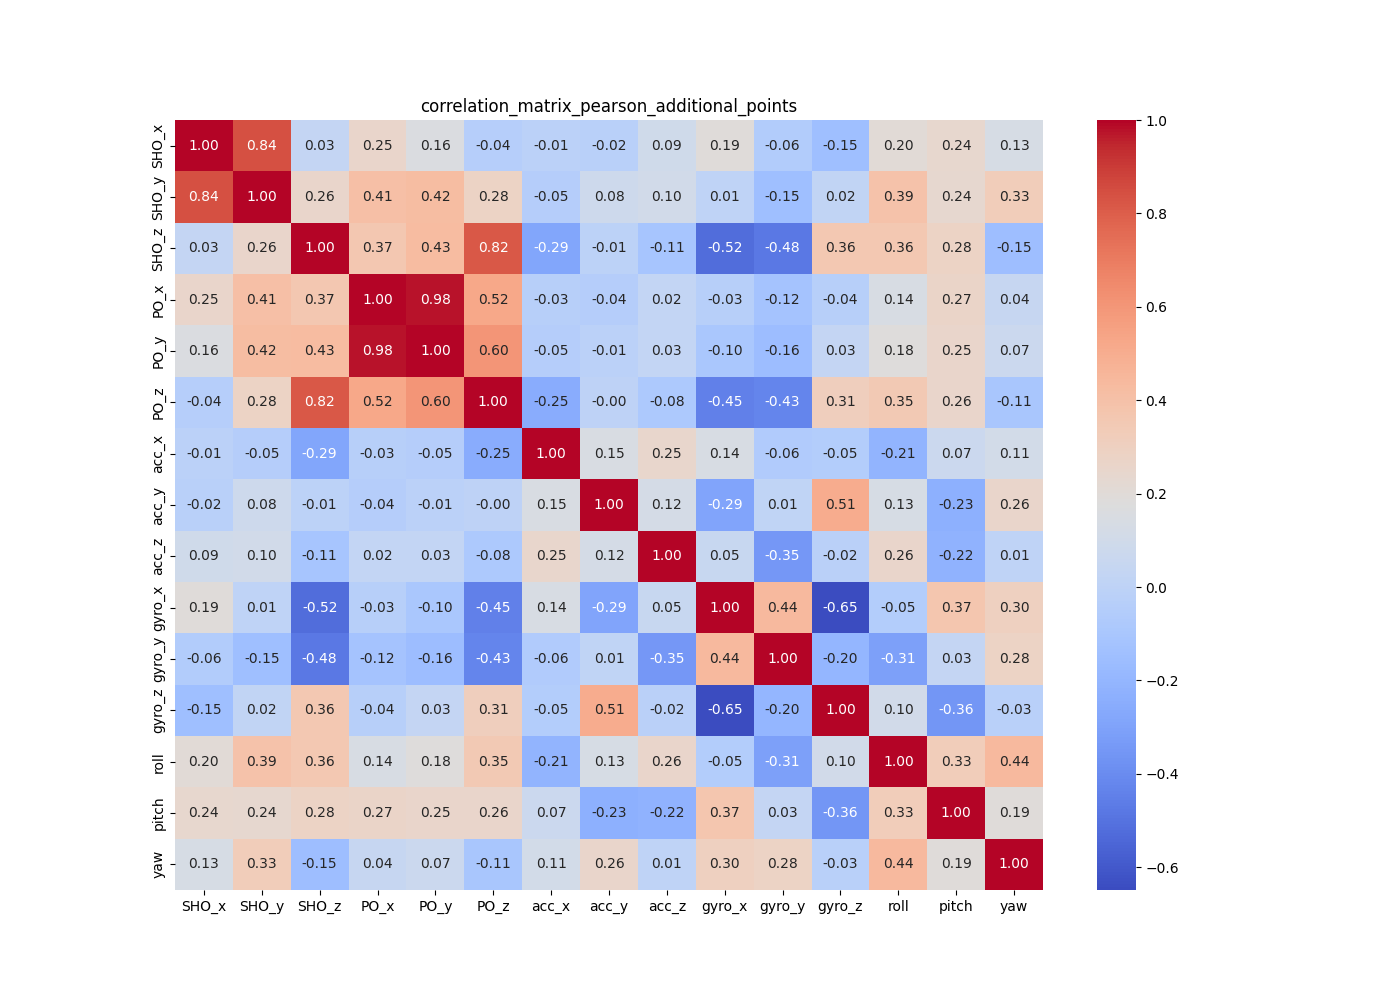 correlation_matrix_pearson_additional_points
SHO_x 1.00 0.84 0.03 0.25 0.16 -0.04 -0.01 -0.02 0.09 0.19 -0.06 -0.15 0.20 0.24 0.13
SHO_y 0.84 1.00 0.26 0.41 0.42 0.28 -0.05 0.08 0.10 0.01 -0.15 0.02 0.39 0.24 0.33
SHO_z 0.03 0.26 1.00 0.37 0.43 0.82 -0.29 -0.01 -0.11 -0.52 -0.48 0.36 0.36 0.28 -0.15
PO_x 0.25 0.41 0.37 1.00 0.98 0.52 -0.03 -0.04 0.02 -0.03 -0.12 -0.04 0.14 0.27 0.04
PO_y 0.16 0.42 0.43 0.98 1.00 0.60 -0.05 -0.01 0.03 -0.10 -0.16 0.03 0.18 0.25 0.07
PO_z -0.04 0.28 0.82 0.52 0.60 1.00 -0.25 -0.00 -0.08 -0.45 -0.43 0.31 0.35 0.26 -0.11
acc_x -0.01 -0.05 -0.29 -0.03 -0.05 -0.25 1.00 0.15 0.25 0.14 -0.06 -0.05 -0.21 0.07 0.11
acc_y -0.02 0.08 -0.01 -0.04 -0.01 -0.00 0.15 1.00 0.12 -0.29 0.01 0.51 0.13 -0.23 0.26
acc_z 0.09 0.10 -0.11 0.02 0.03 -0.08 0.25 0.12 1.00 0.05 -0.35 -0.02 0.26 -0.22 0.01
gyro_x 0.19 0.01 -0.52 -0.03 -0.10 -0.45 0.14 -0.29 0.05 1.00 0.44 -0.65 -0.05 0.37 0.30
gyro_y -0.06 -0.15 -0.48 -0.12 -0.16 -0.43 -0.06 0.01 -0.35 0.44 1.00 -0.20 -0.31 0.03 0.28
gyro_z -0.15 0.02 0.36 -0.04 0.03 0.31 -0.05 0.51 -0.02 -0.65 -0.20 1.00 0.10 -0.36 -0.03
roll 0.20 0.39 0.36 0.14 0.18 0.35 -0.21 0.13 0.26 -0.05 -0.31 0.10 1.00 0.33 0.44
pitch 0.24 0.24 0.28 0.27 0.25 0.26 0.07 -0.23 -0.22 0.37 0.03 -0.36 0.33 1.00 0.19
yaw 0.13 0.33 -0.15 0.04 0.07 -0.11 0.11 0.26 0.01 0.30 0.28 -0.03 0.44 0.19 1.00
SHO_x SHO_y SHO_z PO_x PO_y PO_z acc_x acc_y acc_z gyro_x gyro_y gyro_z roll pitch yaw
1.0
0.8
0.6
0.4
0.2
0.0
−0.2
−0.4
−0.6